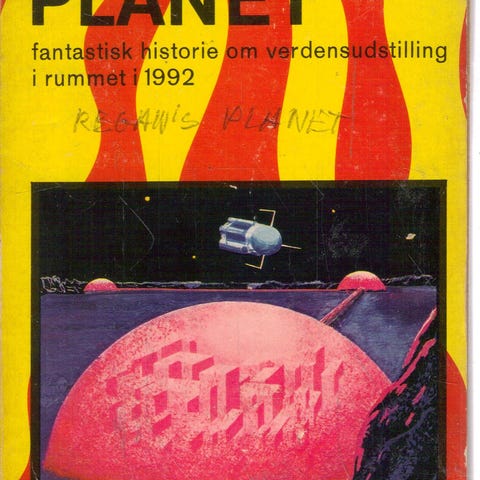 PLANET
fantastisk historie om verdensudstilling
i rummet i 1992
REGAN'S PLANET